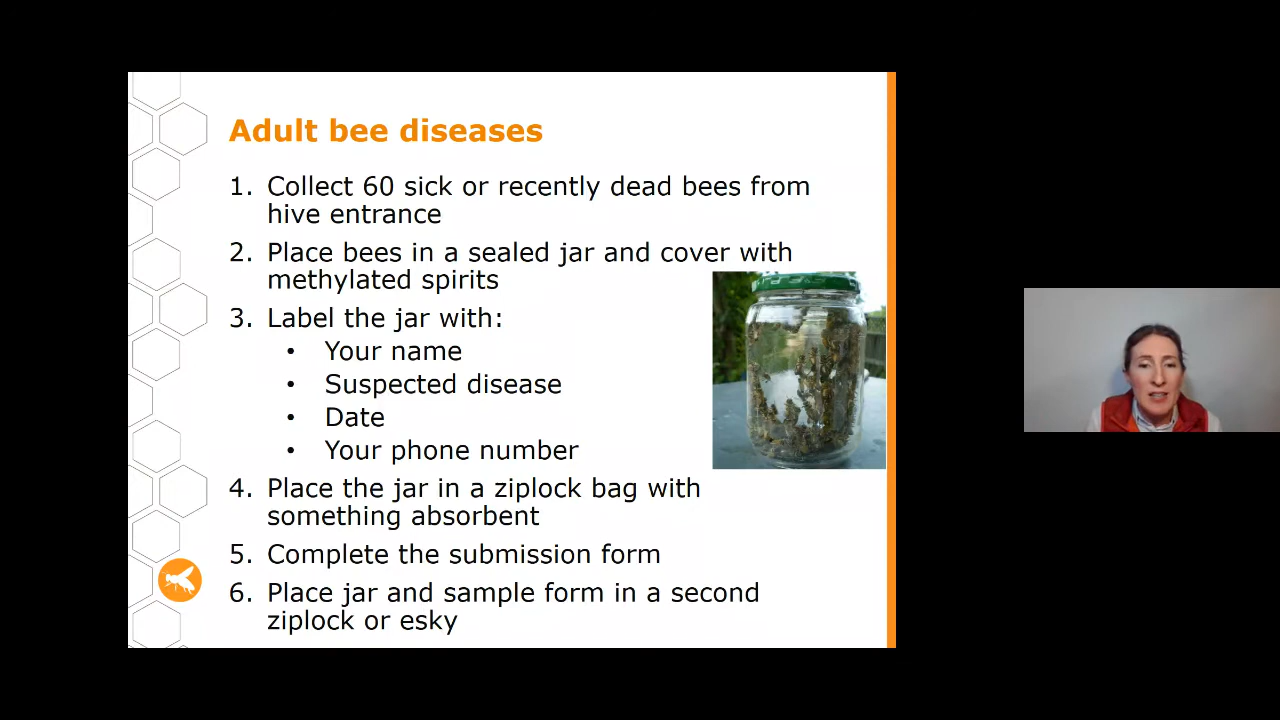 Adult bee diseases
1. Collect 60 sick or recently dead bees from
hive entrance
2. Place bees in a sealed jar and cover with
methylated spirits
3. Label the jar with:
• Your name
• Suspected disease
• Date
• Your phone number
4. Place the jar in a ziplock bag with
something absorbent
5. Complete the submission form
6. Place jar and sample form in a second
ziplock or esky